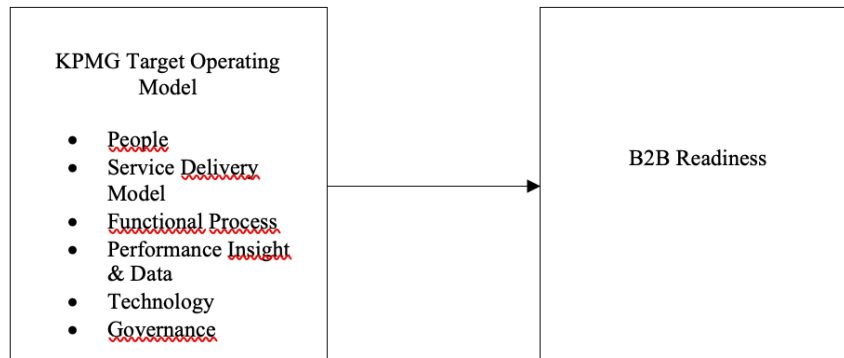 KPMG Target Operating
Model
• People
• Service Delivery
Model
• Functional Process
• Performance Insight
& Data
• Technology
• Governance
B2B Readiness